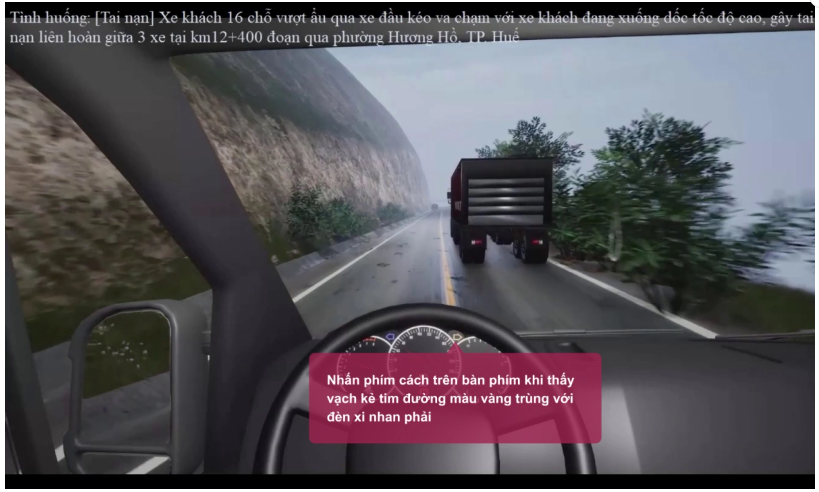 Tình huống: [Tai nạn] Xe khách 16 chỗ vượt ẩu qua xe đầu kéo va chạm với xe khách đang xuống dốc tốc độ cao, gây tai
nạn liên hoàn giữa 3 xe tại km12+400 đoạn qua phường Hương Hồ, TP. Huế
Nhấn phím cách trên bàn phím khi thấy
vạch kẻ tim đường màu vàng trùng với
đèn xi nhan phải